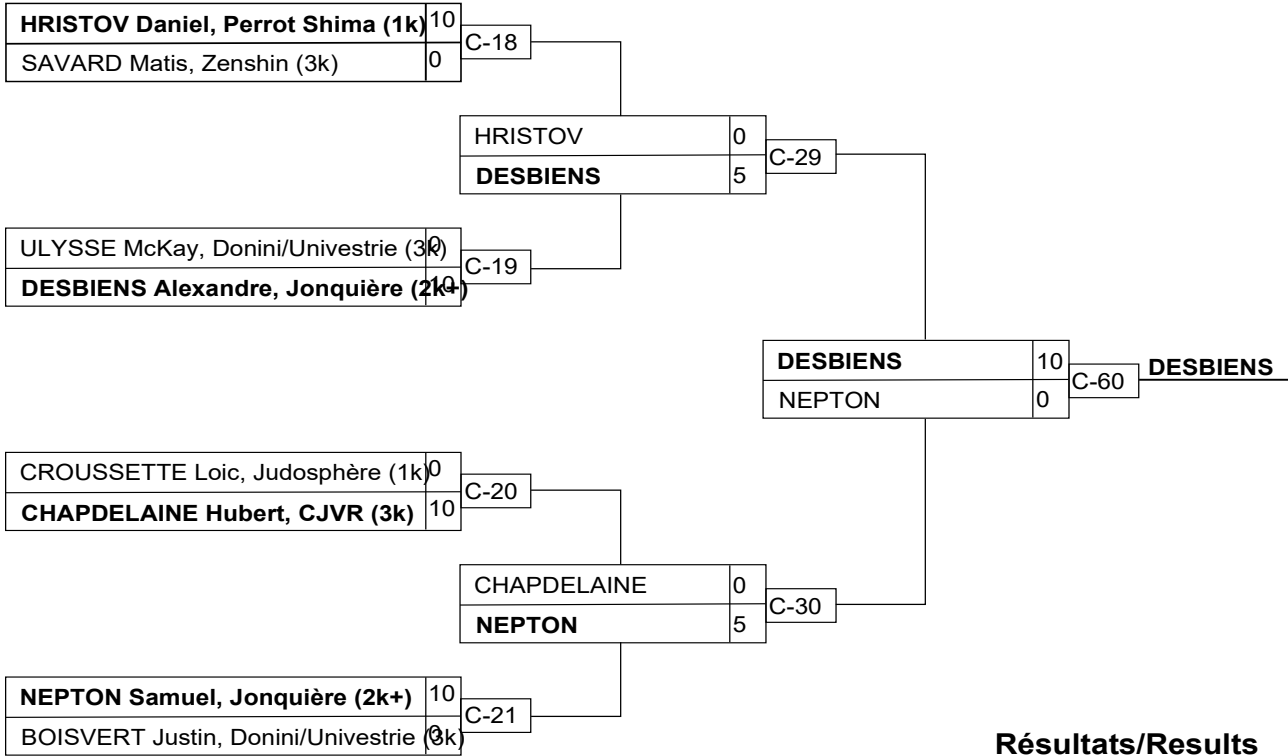 HRISTOV Daniel, Perrot Shima (1k) 10
C-18
SAVARD Matis, Zenshin (3k) 0
HRISTOV 0
C-29
DESBIENS 5
ULYSSE McKay, Donini/Univestrie (3k) 0
C-19
DESBIENS Alexandre, Jonquière (2k+) 10
DESBIENS 10
C-60 DESBIENS
NEPTON 0
CROUSSETTE Loic, Judosphère (1k) 0
C-20
CHAPDELAINE Hubert, CJVR (3k) 10
CHAPDELAINE 0
C-30
NEPTON 5
NEPTON Samuel, Jonquière (2k+) 10
C-21
BOISVERT Justin, Donini/Univestrie (3k) 0
Résultats/Results